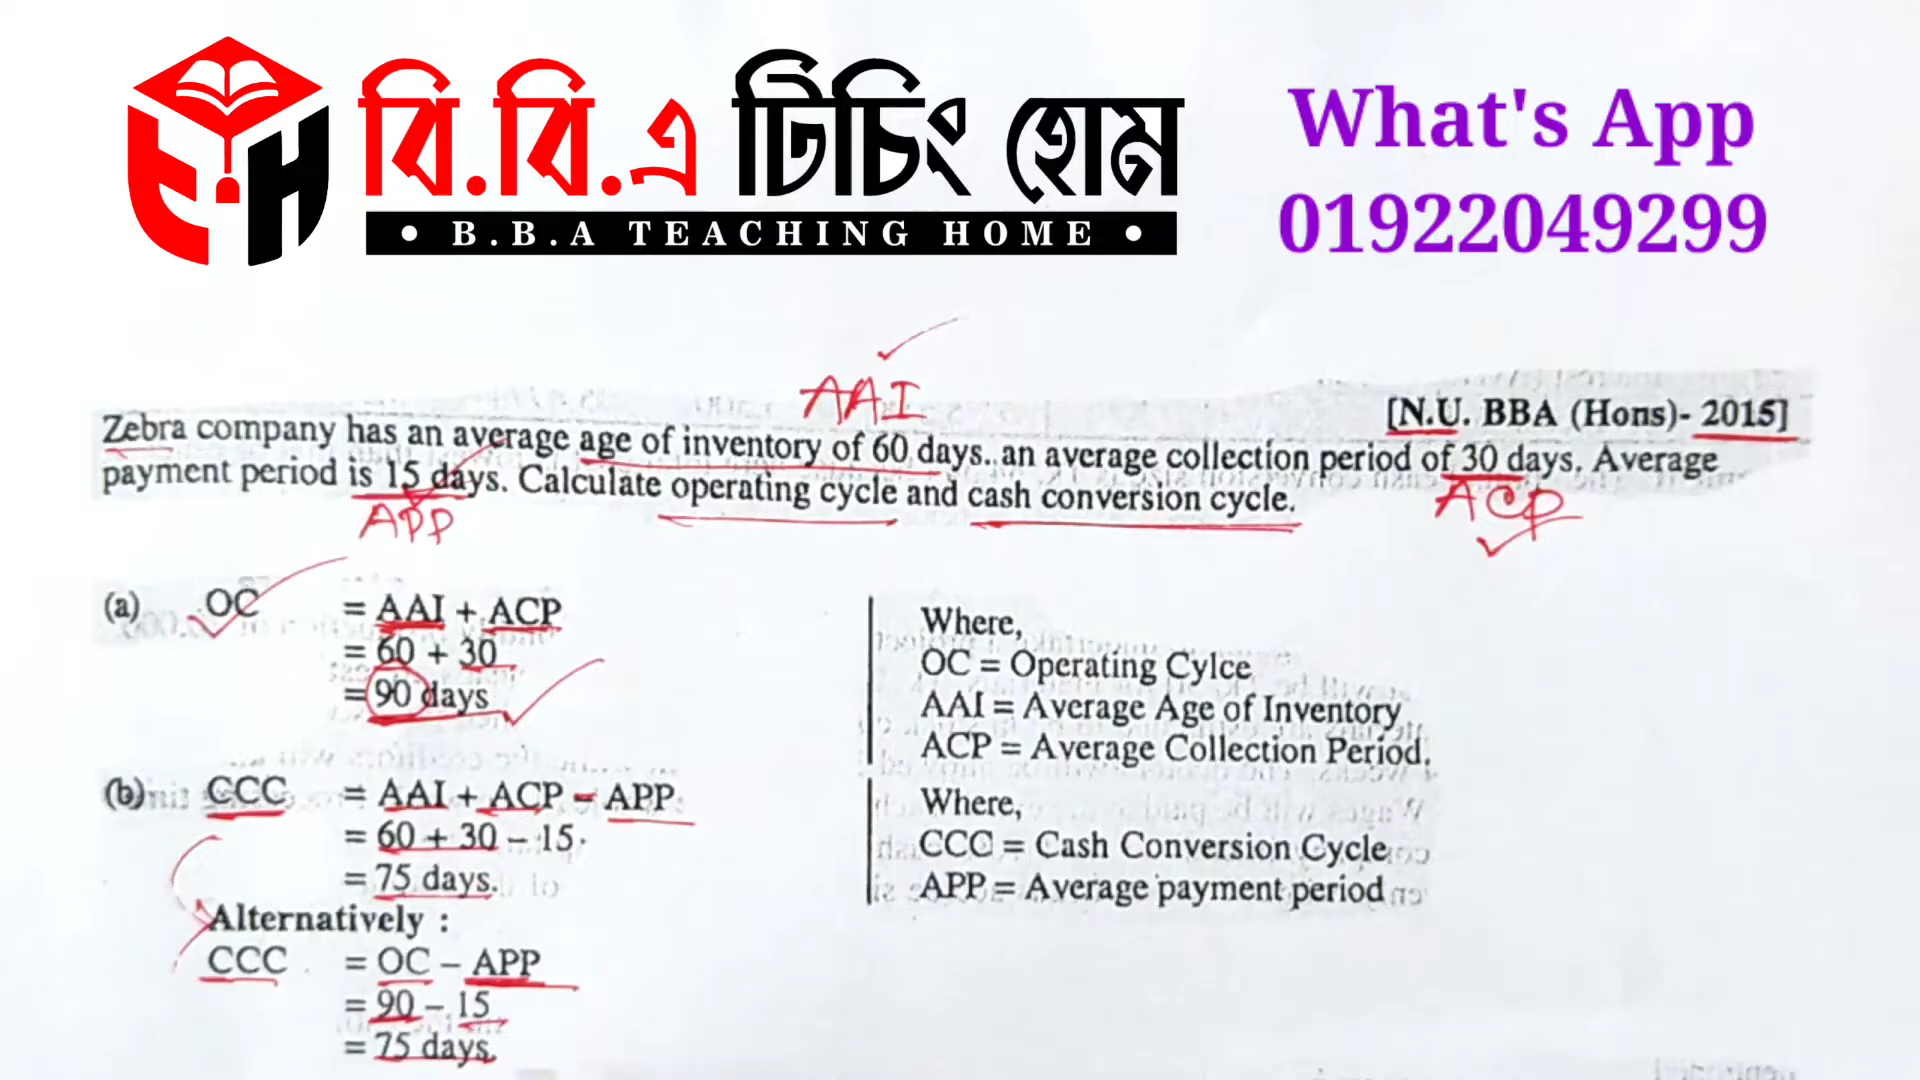 বি.বি.এ টিচিং হোম
• B.B.A TEACHING HOME •
What's App
01922049299
AAI
[N.U. BBA (Hons)- 2015]
Zebra company has an average age of inventory of 60 days..an average collection period of 30 days. Average
payment period is 15 days. Calculate operating cycle and cash conversion cycle.
APP
ACP
(a) OC = AAI + ACP
= 60 + 30
= 90 days
Where,
OC = Operating Cylce
AAI = Average Age of Inventory
ACP = Average Collection Period.
(b) CCC = AAI + ACP - APP
= 60 + 30 – 15
= 75 days.
Where,
CCC = Cash Conversion Cycle
APP = Average payment period
Alternatively :
CCC = OC – APP
= 90 – 15
= 75 days.